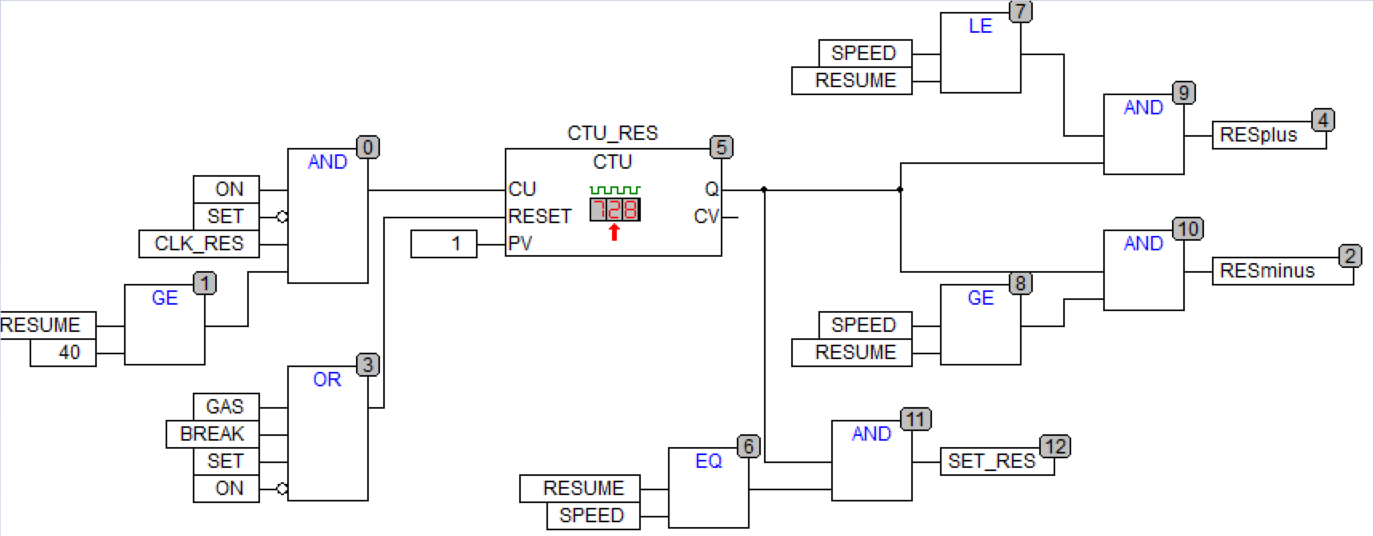 7
LE
SPEED
RESUME
9
AND
4
RESplus
CTU_RES
0
AND
5
CTU
ON
CU
Q
SET
RESET
CV
CLK_RES
1
PV
728
10
AND
2
RESminus
1
GE
8
GE
RESUME
SPEED
40
RESUME
3
OR
GAS
BREAK
SET
ON
11
AND
6
EQ
12
SET_RES
RESUME
SPEED